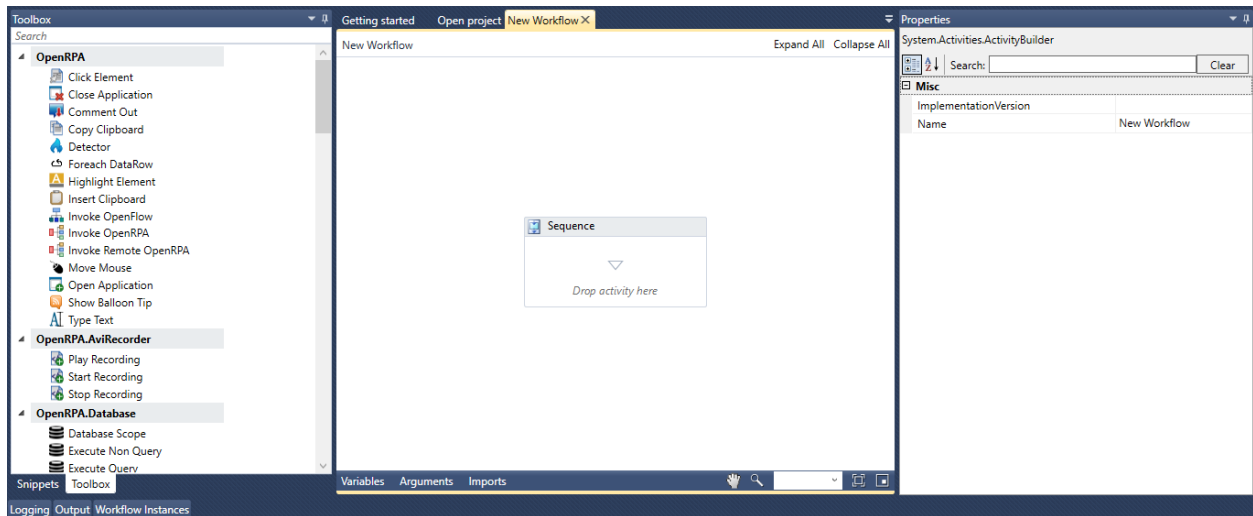 Toolbox
Search
OpenRPA
Click Element
Close Application
Comment Out
Copy Clipboard
Detector
Foreach DataRow
Highlight Element
Insert Clipboard
Invoke OpenFlow
Invoke OpenRPA
Invoke Remote OpenRPA
Move Mouse
Open Application
Show Balloon Tip
Type Text
OpenRPA.AviRecorder
Play Recording
Start Recording
Stop Recording
OpenRPA.Database
Database Scope
Execute Non Query
Execute Query
Snippets Toolbox
Logging Output Workflow Instances
Getting started Open project New Workflow
New Workflow Expand All Collapse All
Sequence
Drop activity here
Variables Arguments Imports
Properties
System.Activities.ActivityBuilder
Search: Clear
Misc
ImplementationVersion
Name New Workflow